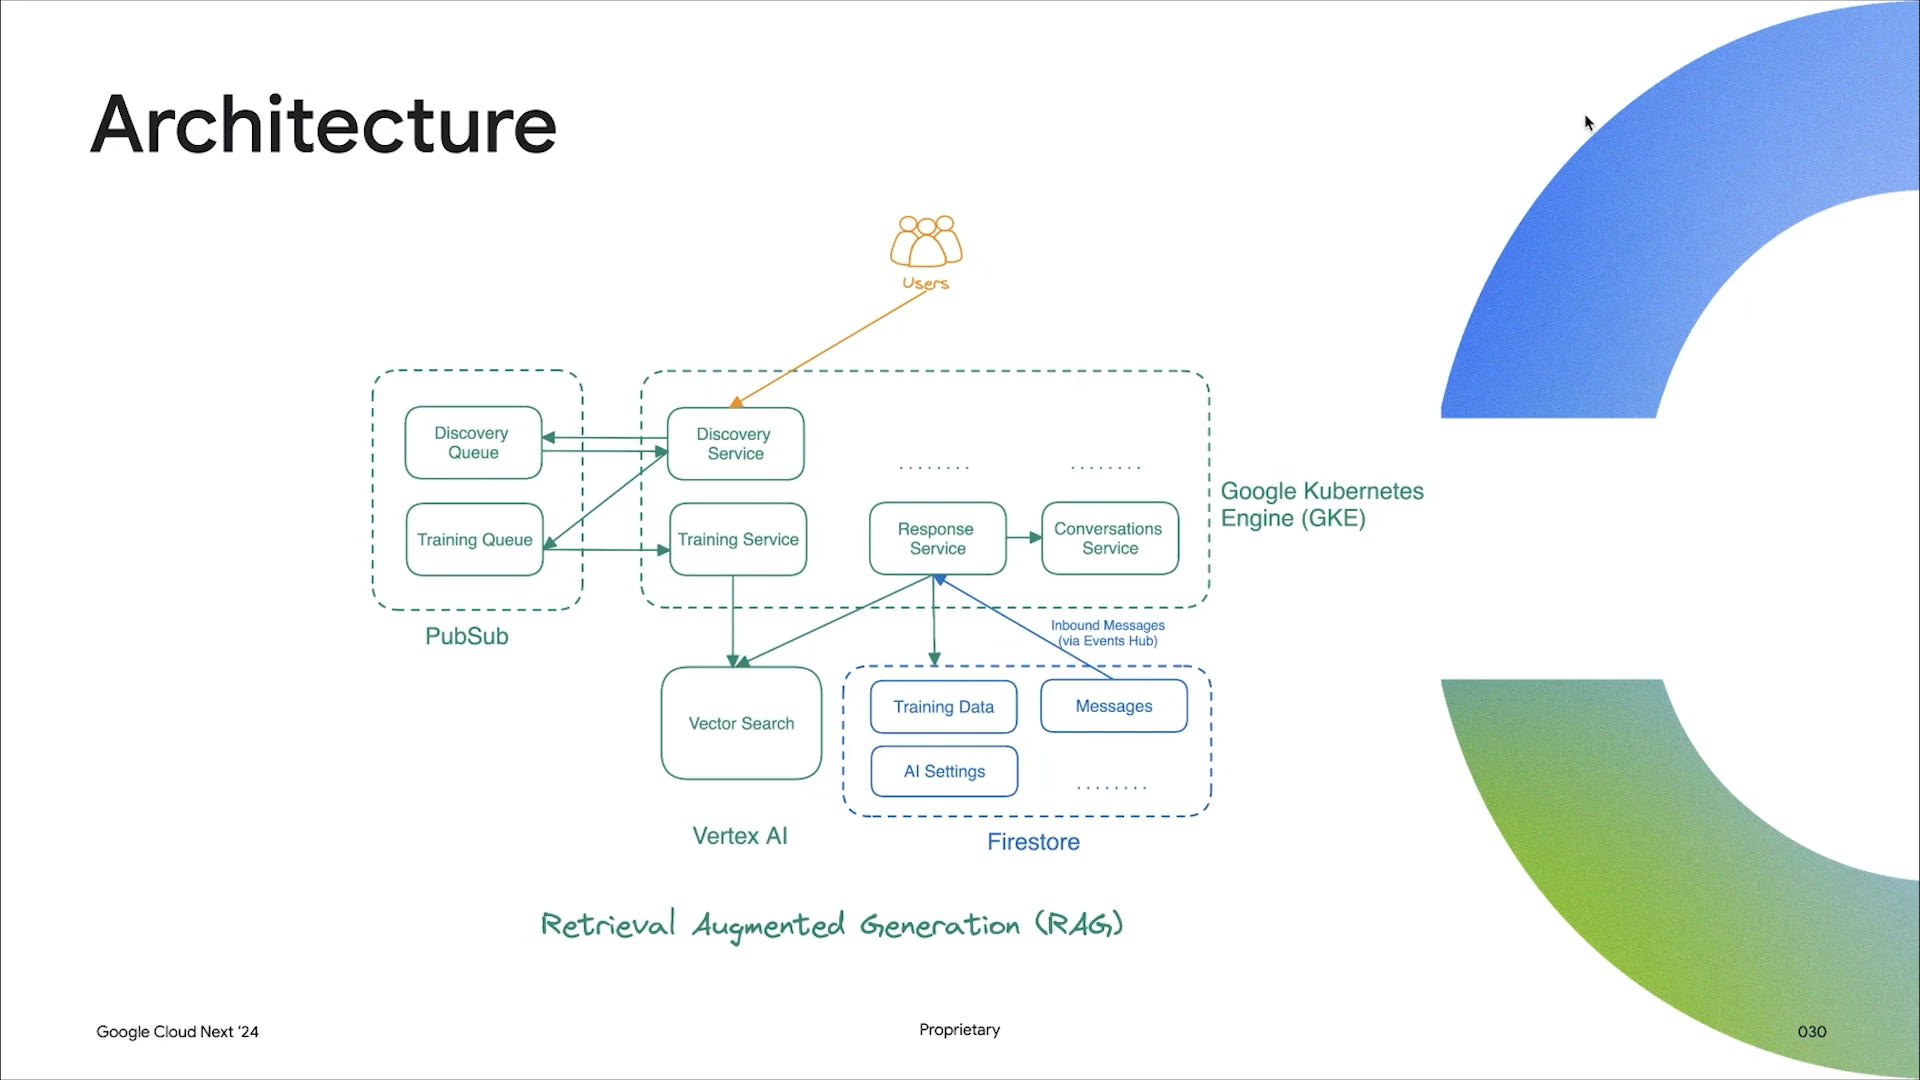 Architecture
Users
Discovery
Queue
Discovery
Service
........
........
Training Queue
Training Service
Response
Service
Conversations
Service
Google Kubernetes
Engine (GKE)
PubSub
Inbound Messages
(via Events Hub)
Vector Search
Training Data
Messages
AI Settings
........
Vertex AI
Firestore
Retrieval Augmented Generation (RAG)
Google Cloud Next ‘24
Proprietary
030